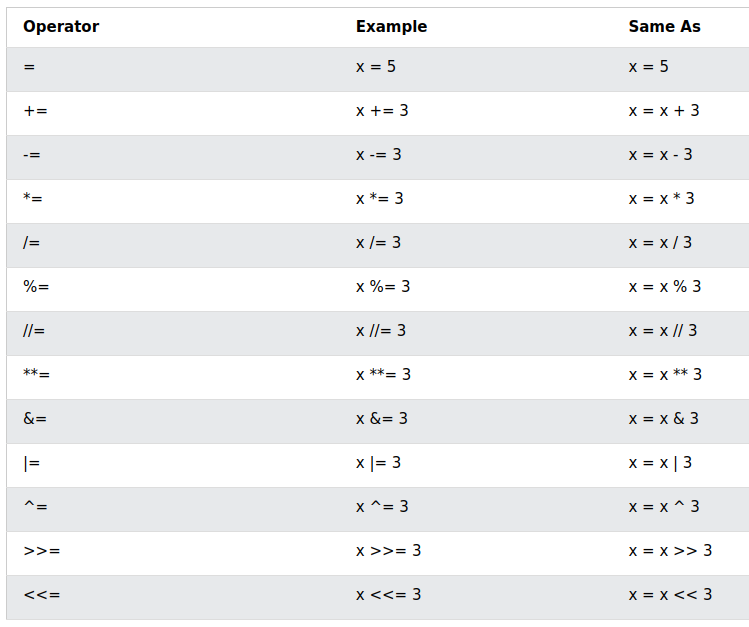 Operator Example Same As
= x = 5 x = 5
+= x += 3 x = x + 3
-= x -= 3 x = x - 3
*= x *= 3 x = x * 3
/= x /= 3 x = x / 3
%= x %= 3 x = x % 3
//= x //= 3 x = x // 3
**= x **= 3 x = x ** 3
&= x &= 3 x = x & 3
|= x |= 3 x = x | 3
^= x ^= 3 x = x ^ 3
>>= x >>= 3 x = x >> 3
<<= x <<= 3 x = x << 3